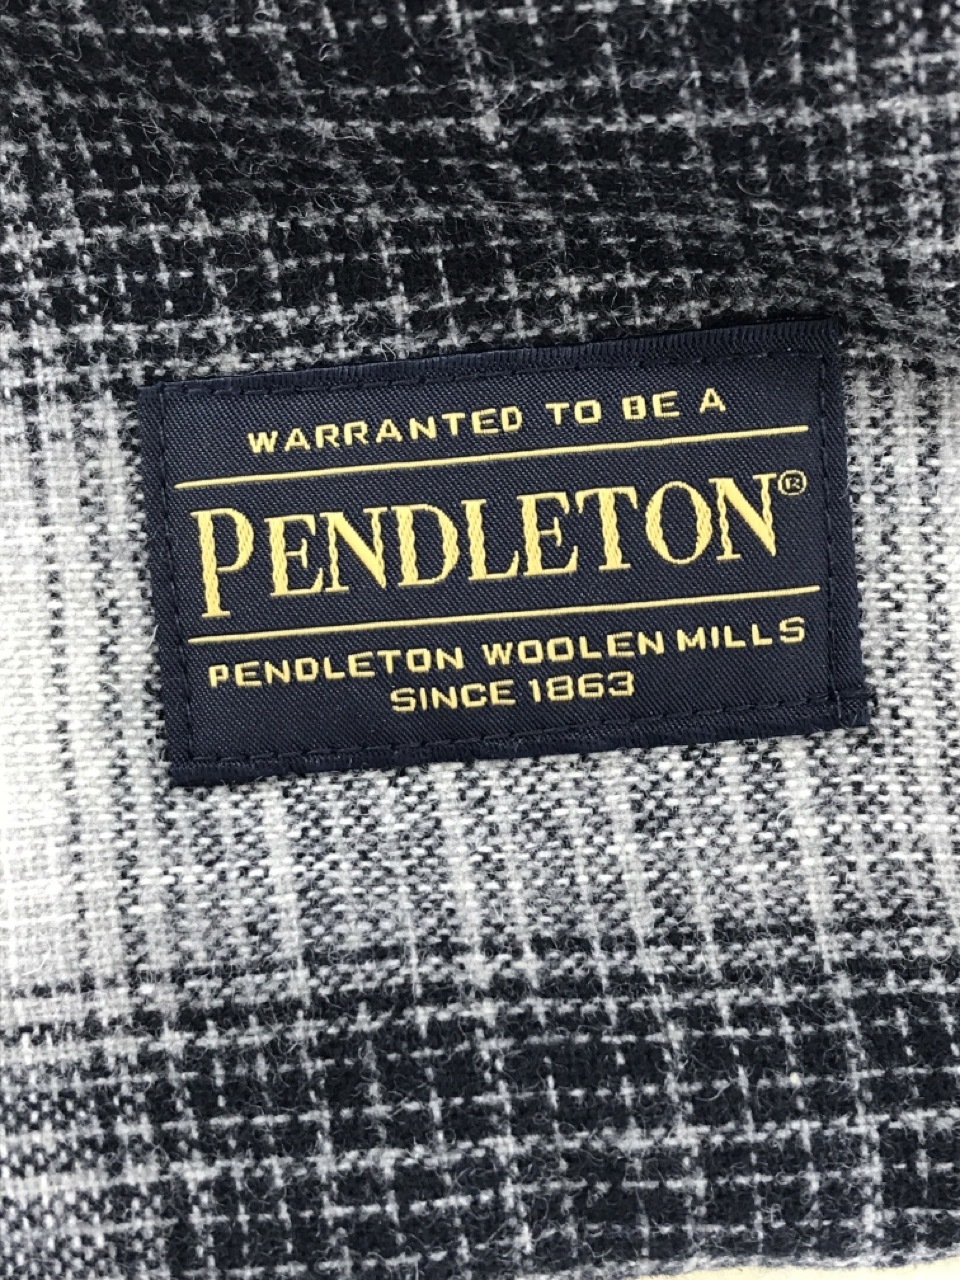 WARRANTED TO BE A
PENDLETON®
PENDLETON WOOLEN MILLS
SINCE 1863